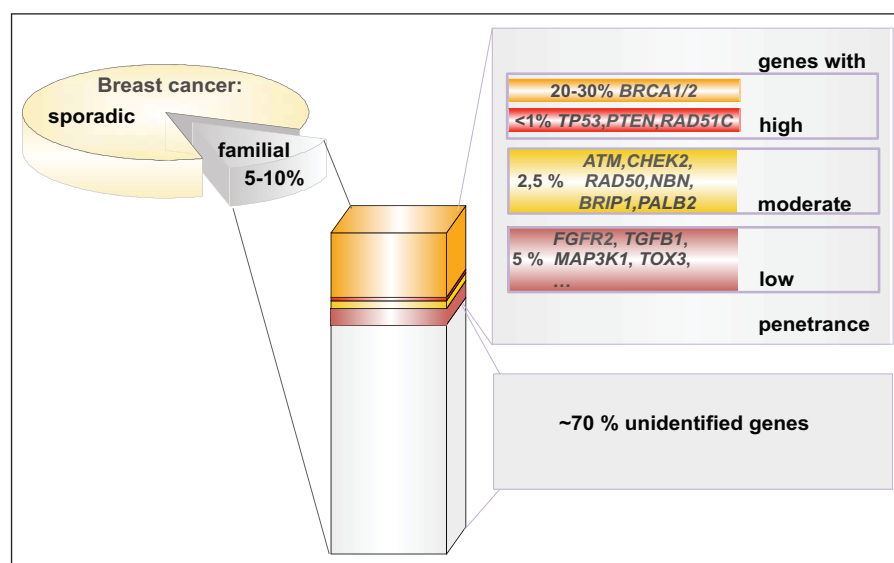 Breast cancer:
sporadic
familial
5-10%
genes with
20-30% BRCA1/2
<1% TP53,PTEN,RAD51C
high
ATM,CHEK2,
2,5 % RAD50,NBN,
BRIP1,PALB2
moderate
FGFR2, TGFB1,
5 % MAP3K1, TOX3,
...
low
penetrance
~70 % unidentified genes